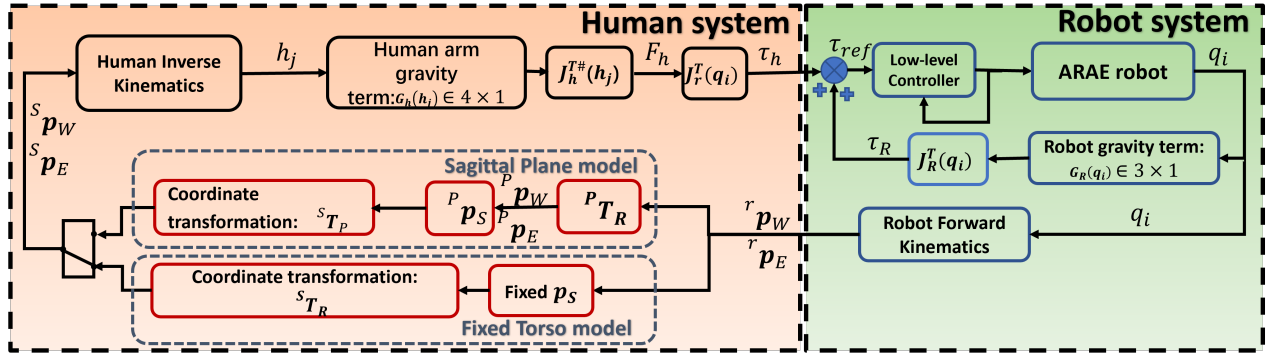 Human system
Robot system
Human Inverse
Kinematics
h_j
Human arm
gravity
term:G_h(h_j) ∈ 4 × 1
J_h^{T#}(h_j)
F_h
J_r^T(q_i)
τ_h
τ_ref
Low-level
Controller
ARAE robot
q_i
^S p_W
^S p_E
τ_R
J_R^T(q_i)
Robot gravity term:
G_R(q_i) ∈ 3 × 1
Sagittal Plane model
Coordinate
transformation: ^S T_P
^P p_S
^P p_W
^P p_E
^P T_R
^r p_W
^r p_E
Robot Forward
Kinematics
q_i
Coordinate transformation:
^S T_R
Fixed p_S
Fixed Torso model